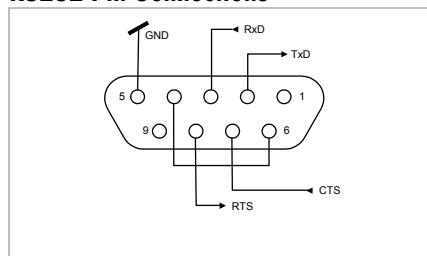 RS232 Pin Connections
GND
RxD
TxD
5
1
9
6
CTS
RTS